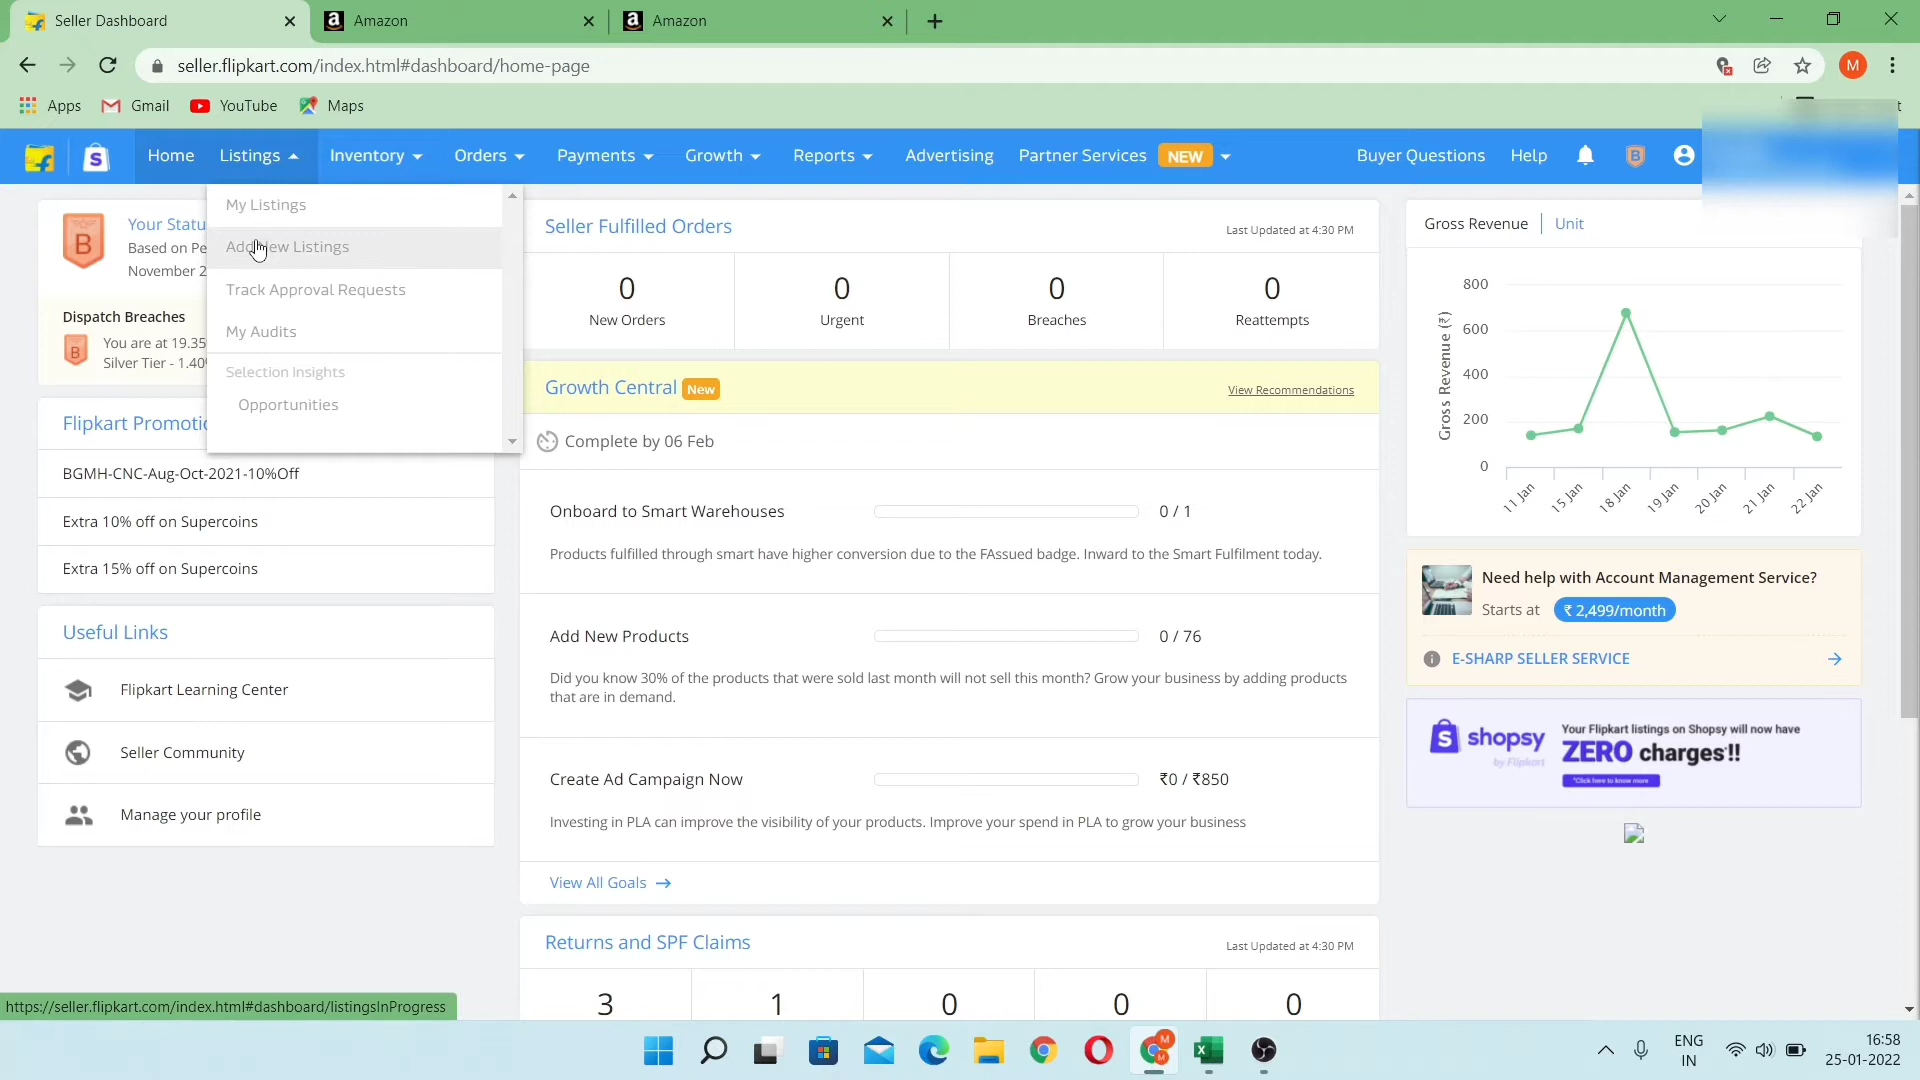 Seller Dashboard
Amazon
Amazon
seller.flipkart.com/index.html#dashboard/home-page
M
Apps
Gmail
YouTube
Maps
Home
Listings
Inventory
Orders
Payments
Growth
Reports
Advertising
Partner Services
NEW
Buyer Questions
Help
My Listings
Add New Listings
Track Approval Requests
My Audits
Selection Insights
Opportunities
B
Your Statu
Based on Pe
November 2
Dispatch Breaches
B
You are at 19.35
Silver Tier - 1.40
Flipkart Promotio
BGMH-CNC-Aug-Oct-2021-10%Off
Extra 10% off on Supercoins
Extra 15% off on Supercoins
Useful Links
Flipkart Learning Center
Seller Community
Manage your profile
Seller Fulfilled Orders
Last Updated at 4:30 PM
0
New Orders
0
Urgent
0
Breaches
0
Reattempts
Growth Central New
View Recommendations
Complete by 06 Feb
Onboard to Smart Warehouses
0 / 1
Products fulfilled through smart have higher conversion due to the FAssued badge. Inward to the Smart Fulfilment today.
Add New Products
0 / 76
Did you know 30% of the products that were sold last month will not sell this month? Grow your business by adding products
that are in demand.
Create Ad Campaign Now
₹0 / ₹850
Investing in PLA can improve the visibility of your products. Improve your spend in PLA to grow your business
View All Goals
Returns and SPF Claims
Last Updated at 4:30 PM
3
1
0
0
0
Gross Revenue
Unit
Gross Revenue (₹)
800
600
400
200
0
11 Jan
15 Jan
18 Jan
19 Jan
20 Jan
21 Jan
22 Jan
Need help with Account Management Service?
Starts at
₹ 2,499/month
E-SHARP SELLER SERVICE
S shopsy
by Flipkart
Your Flipkart listings on Shopsy will now have
ZERO charges*!!
*Click here to know more
https://seller.flipkart.com/index.html#dashboard/listingsInProgress
ENG
IN
16:58
25-01-2022